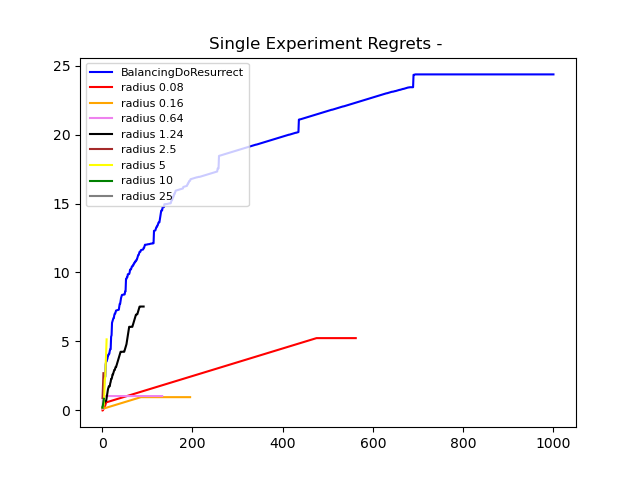 Single Experiment Regrets -
25
20
15
10
5
0
BalancingDoResurrect
radius 0.08
radius 0.16
radius 0.64
radius 1.24
radius 2.5
radius 5
radius 10
radius 25
0 200 400 600 800 1000